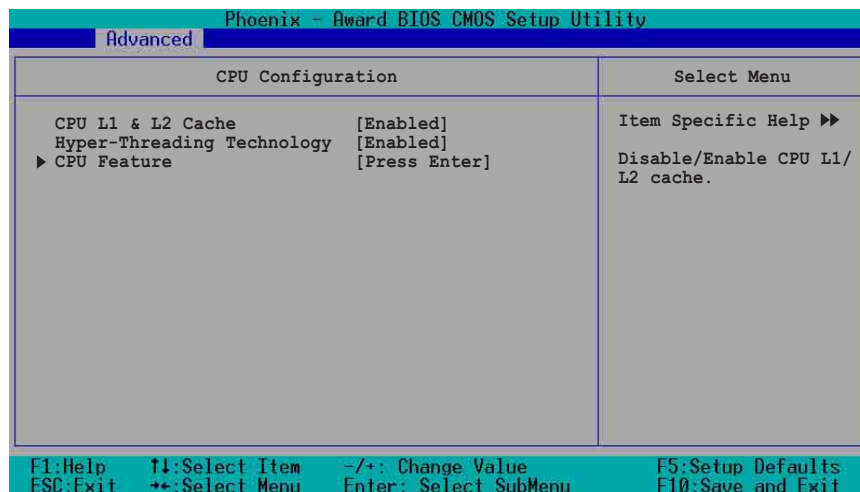 Phoenix - Award BIOS CMOS Setup Utility
Advanced
CPU Configuration
Select Menu
CPU L1 & L2 Cache [Enabled]
Hyper-Threading Technology [Enabled]
▶ CPU Feature [Press Enter]
Item Specific Help ▶▶
Disable/Enable CPU L1/
L2 cache.
F1:Help ↑↓:Select Item -/+: Change Value F5:Setup Defaults
ESC:Exit →←:Select Menu Enter: Select SubMenu F10:Save and Exit